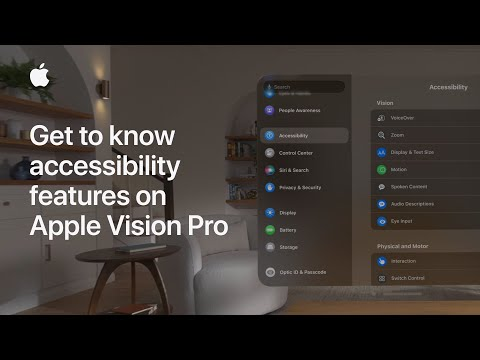 Get to know
accessibility
features on
Apple Vision Pro
Search
People Awareness
Accessibility
Control Center
Siri & Search
Privacy & Security
Display
Battery
Storage
Optic ID & Passcode
Accessibility
Vision
VoiceOver
Zoom
Display & Text Size
Motion
Spoken Content
Audio Descriptions
Eye Input
Physical and Motor
Interaction
Switch Control